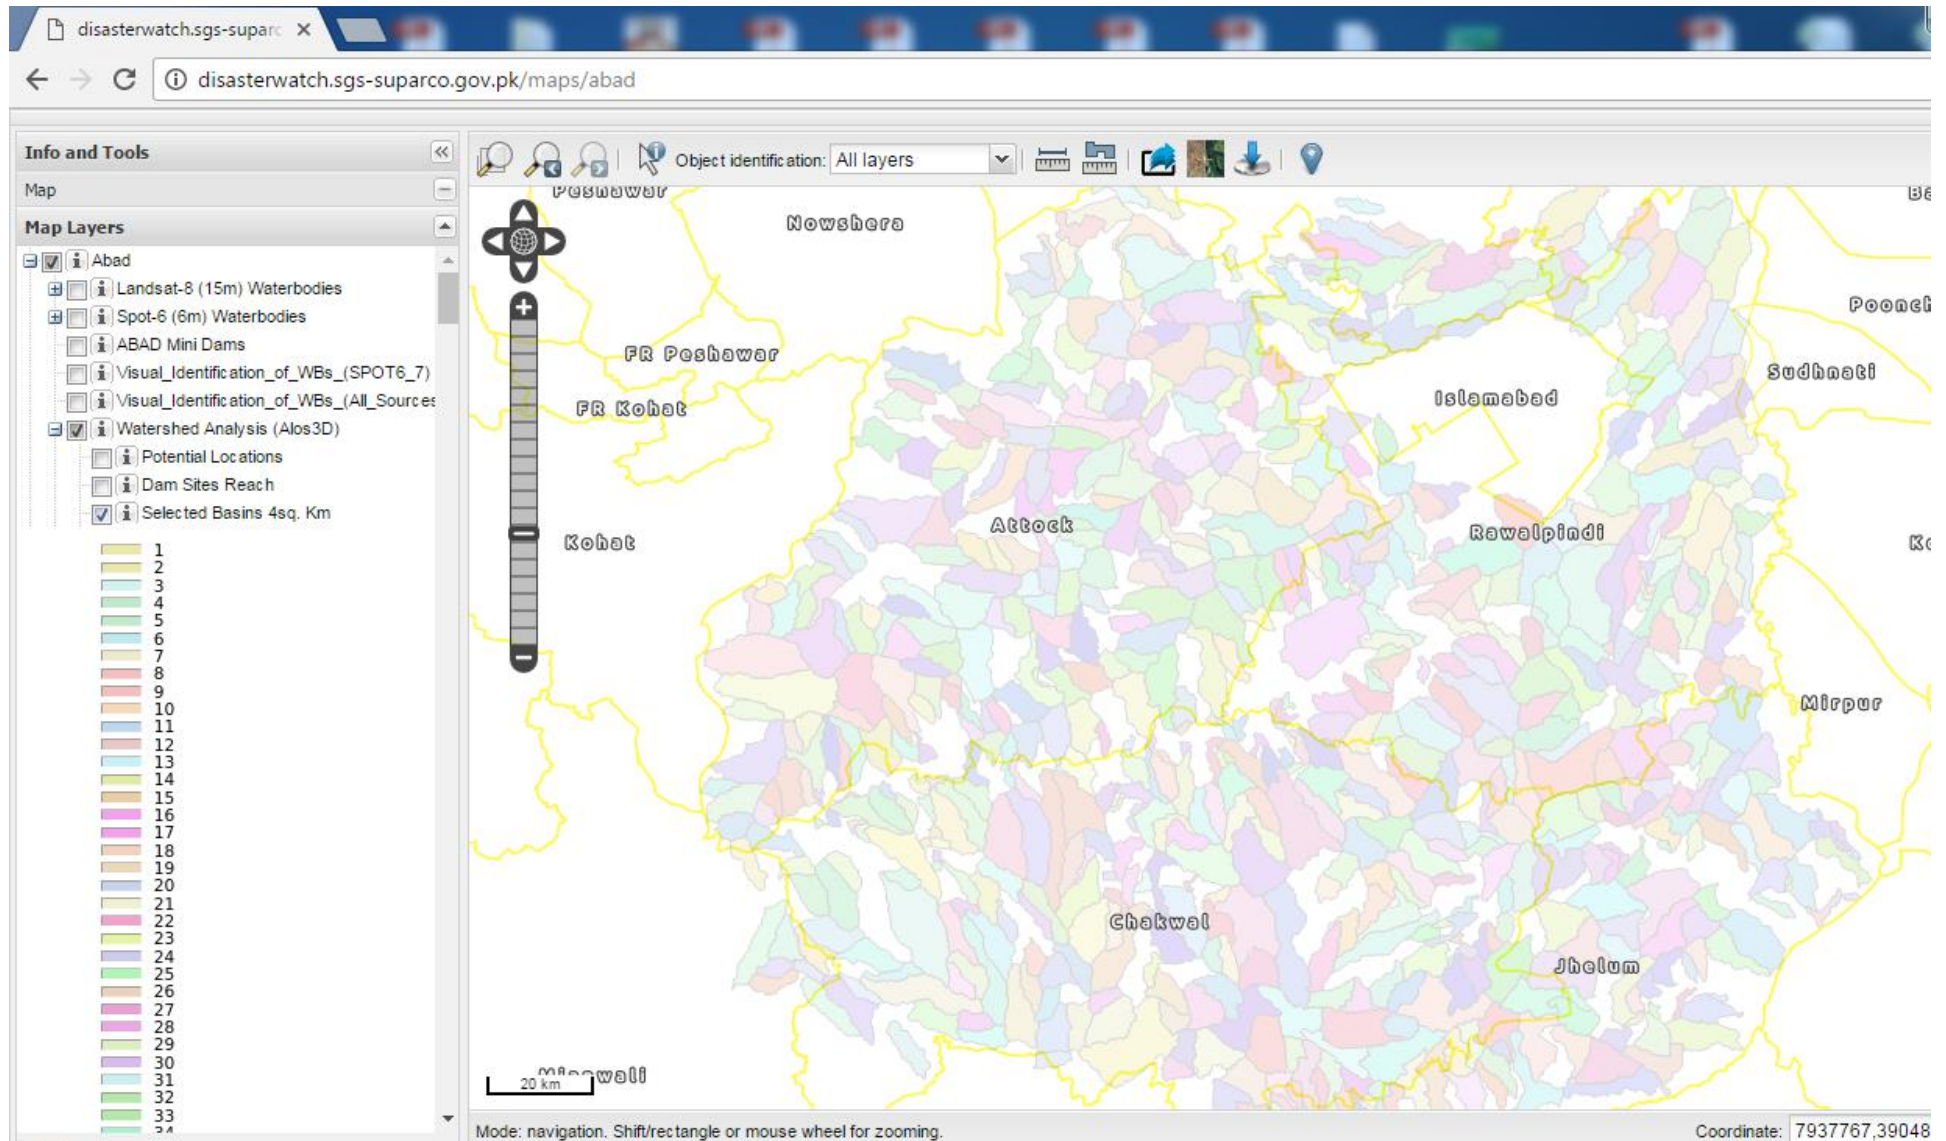 disasterwatch.sgs-suparc
disasterwatch.sgs-suparco.gov.pk/maps/abad
Info and Tools
Map
Map Layers
Abad
Landsat-8 (15m) Waterbodies
Spot-6 (6m) Waterbodies
ABAD Mini Dams
Visual_Identification_of_WBs_(SPOT6_7)
Visual_Identification_of_WBs_(All_Sources
Watershed Analysis (Alos3D)
Potential Locations
Dam Sites Reach
Selected Basins 4sq. Km
1
2
3
4
5
6
7
8
9
10
11
12
13
14
15
16
17
18
19
20
21
22
23
24
25
26
27
28
29
30
31
32
33
34
Object identification: All layers
Peshawar
Nowshera
Poonch
FR Peshawar
Sudhnati
FR Kohat
Islamabad
Attock
Rawalpindi
Kohat
Mirpur
Chakwal
Jhelum
Mianwali
20 km
Mode: navigation. Shift/rectangle or mouse wheel for zooming.
Coordinate: 7937767,39048